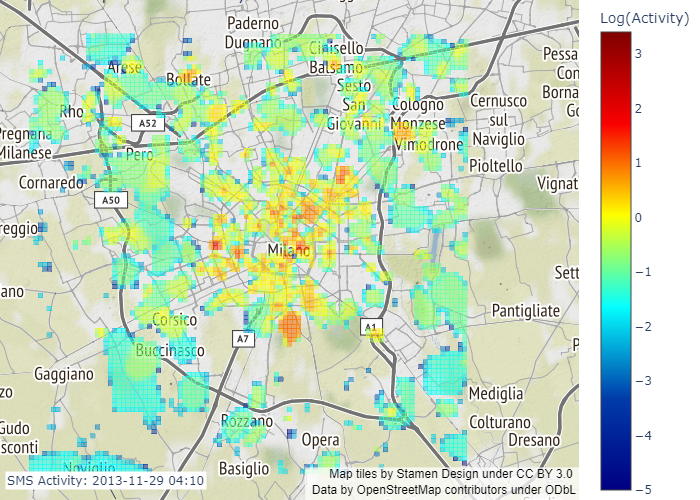 Log(Activity)
3
2
1
0
−1
−2
−3
−4
−5
Paderno
Dugnano
Cinisello
Balsamo
Sesto
San
Giovanni
Cologno
Monzese
Vimodrone
Cernusco
sul
Naviglio
Pioltello
Pessa
Con
Borna
Go
Vignat
Arese
Bollate
Rho
Pregnana
Milanese
A52
Pero
Cornaredo
A50
reggio
Milano
Sett
ano
Corsico
A7
A1
Pantigliate
P
Buccinasco
Gaggiano
zzo
Gudo
sconti
Mediglia
Colturano
Dresano
Rozzano
Opera
Basiglio
Noviglio
SMS Activity: 2013-11-29 04:10
Map tiles by Stamen Design under CC BY 3.0
Data by OpenStreetMap contributors under ODbL